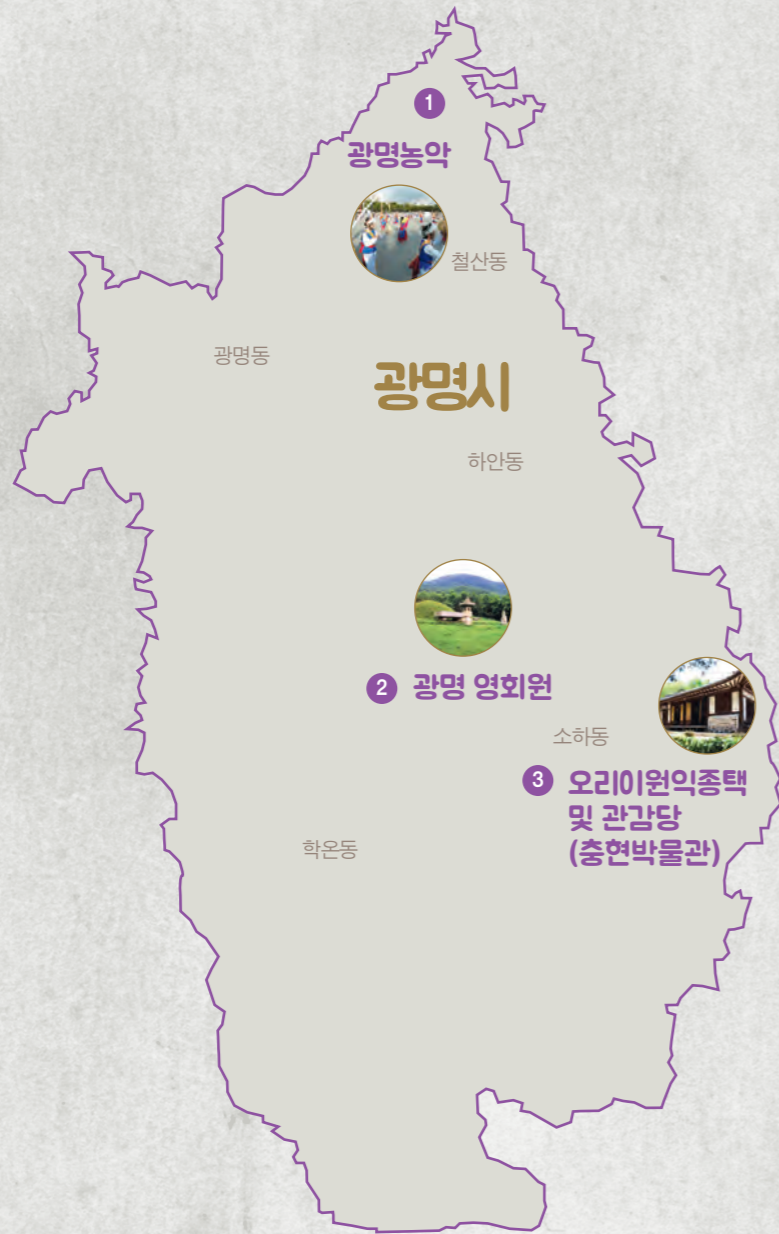 1
광명농악
철산동
광명동
광명시
하안동
2 광명 영회원
소하동
3 오리이원익종택
및 관감당
(충현박물관)
학온동